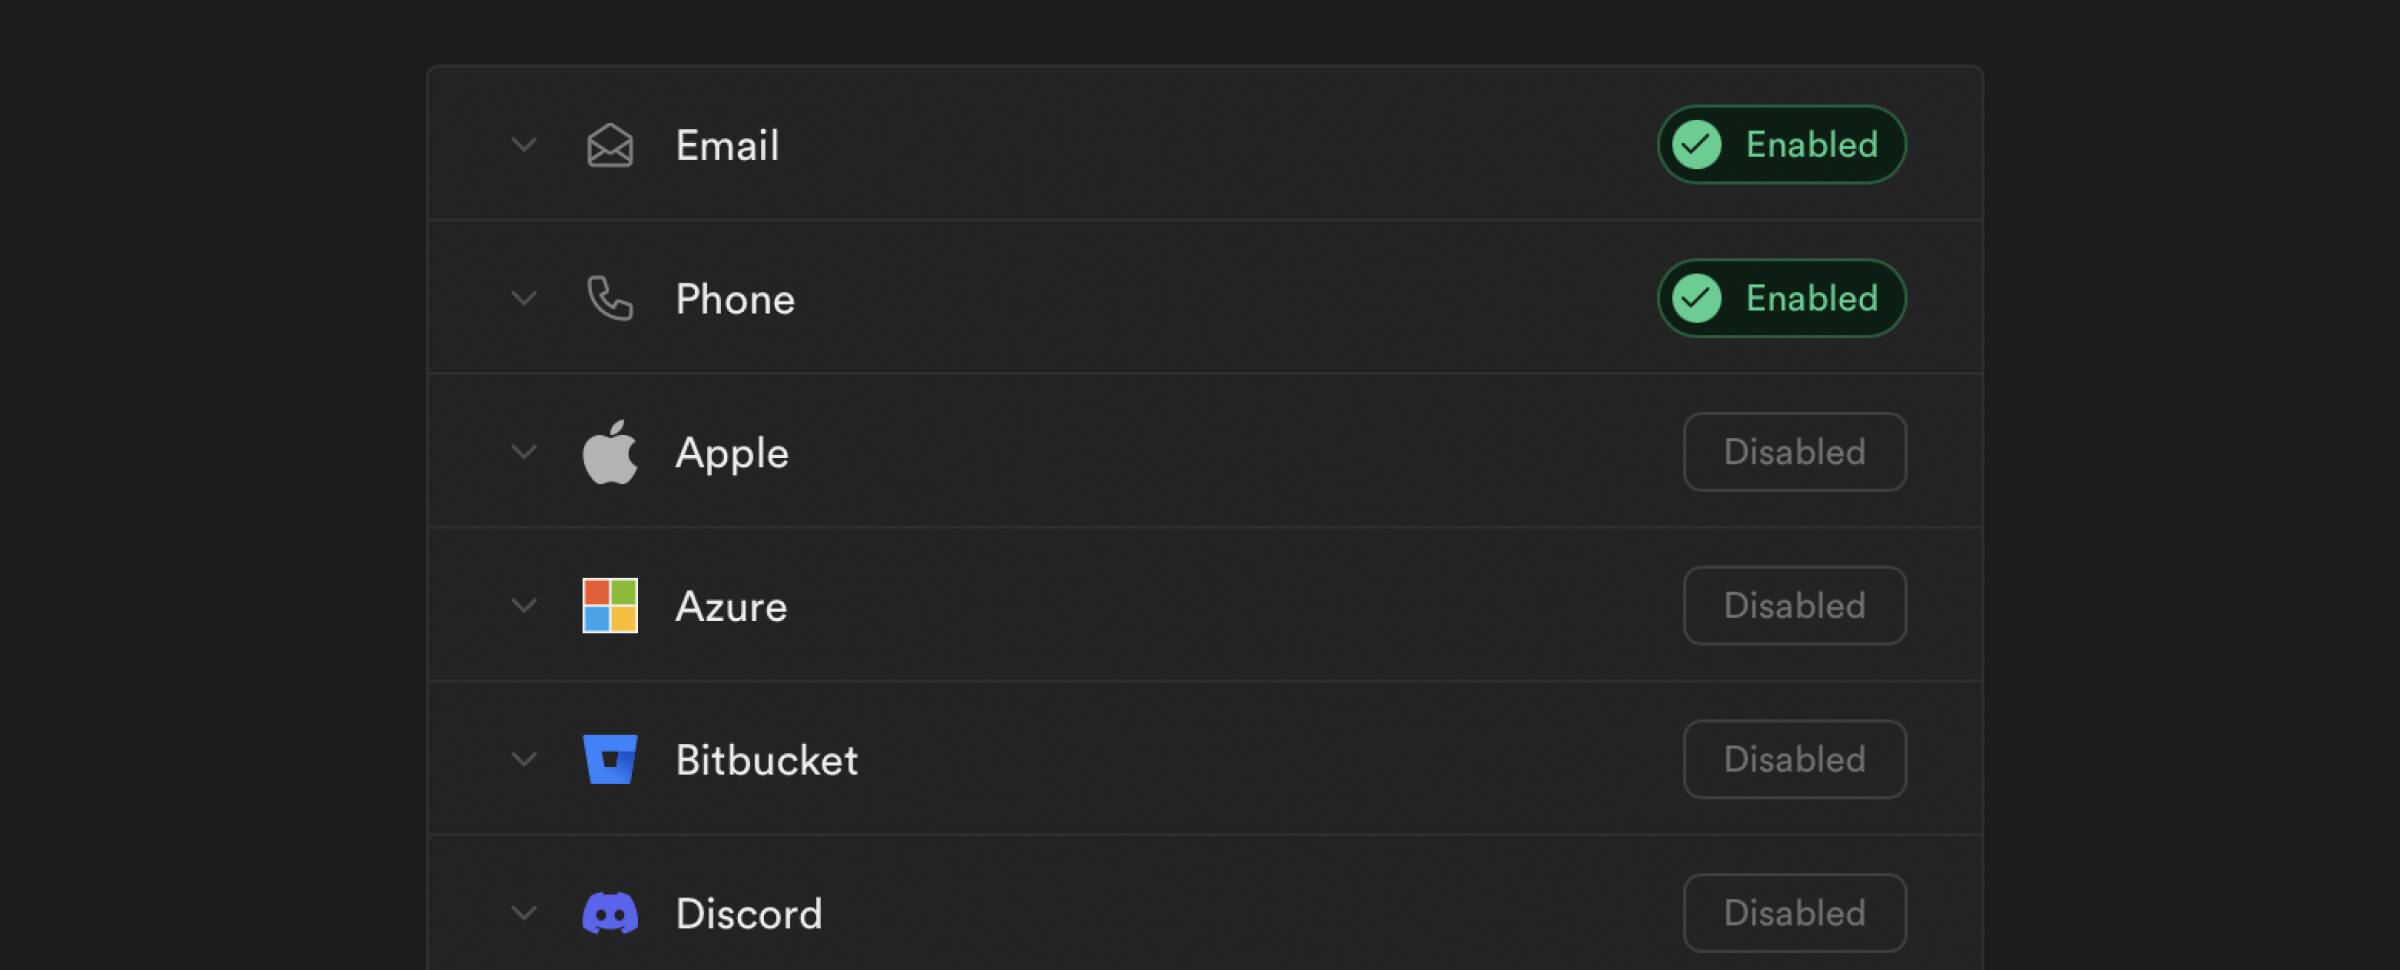 Email
Enabled
Phone
Enabled
Apple
Disabled
Azure
Disabled
Bitbucket
Disabled
Discord
Disabled